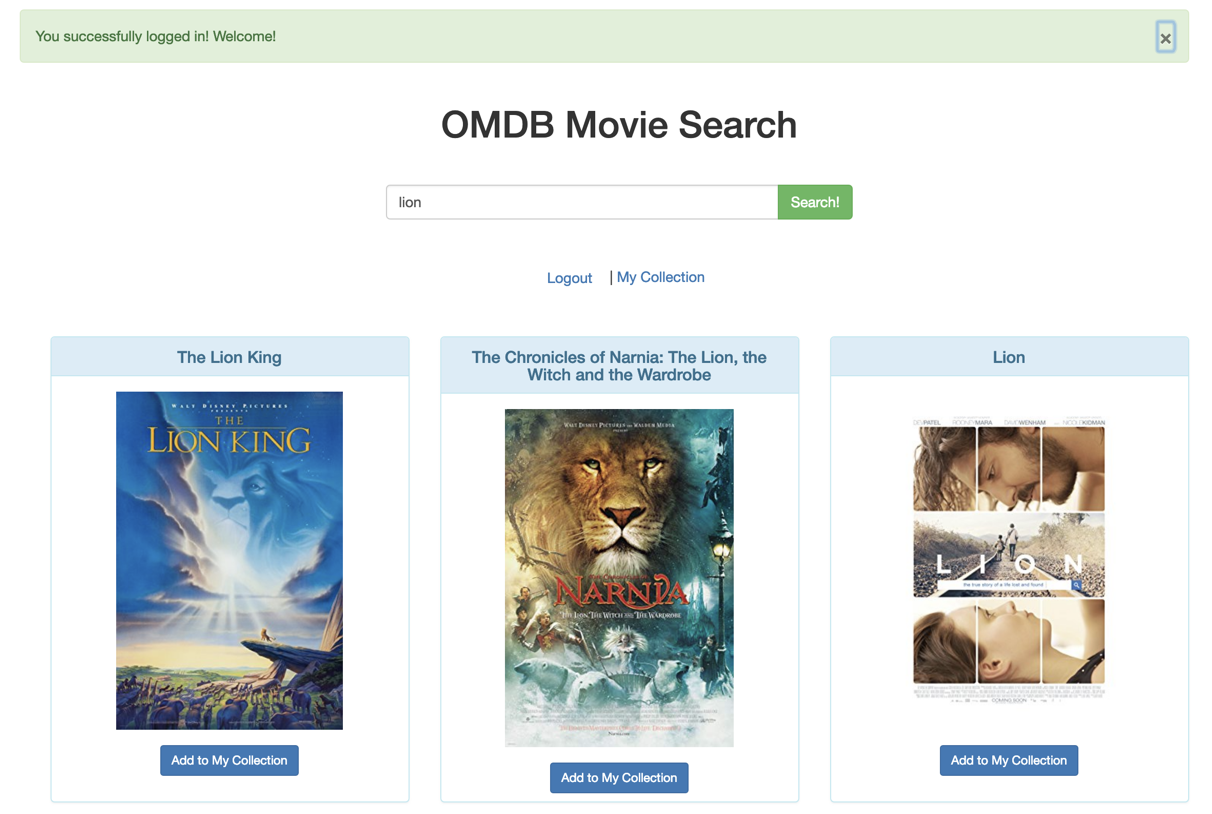 You successfully logged in! Welcome!
×
OMDB Movie Search
lion
Search!
Logout | My Collection
The Lion King
The Chronicles of Narnia: The Lion, the
Witch and the Wardrobe
Lion
WALT DISNEY PICTURES
PRESENTS
THE
LION KING
Add to My Collection
WALT DISNEY PICTURES AND WALDEN MEDIA
NARNIA
THE LION, THE WITCH AND THE WARDROBE
Narnia.com
Add to My Collection
DEV PATEL ROONEY MARA DAVID WENHAM NICOLE KIDMAN
LION
the true story of a life lost and found
COMING SOON
Add to My Collection